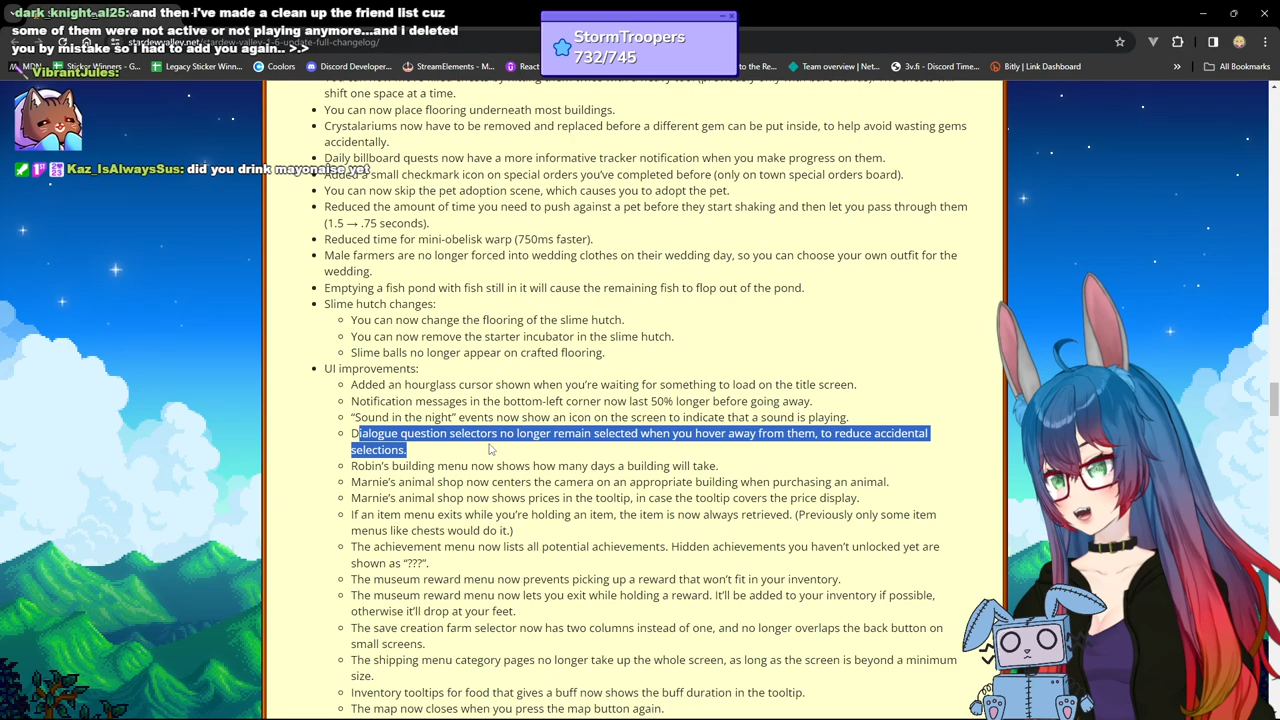 dark_knight_al25: and then i've made a clean up the friend list cuz
some of them were not active or not playing anymore...and i deleted
you by mistake so i had to add you again.. >.>
VibrantJules:
Kaz_IsAlwaysSus: did you drink mayonaise yet
StormTroopers
732/745
stardewvalley.net/stardew-valley-1-6-update-full-changelog/
MDN
Sticker Winners - G...
Legacy Sticker Winn...
Coolors
Discord Developer...
StreamElements - M...
to the Re...
Team overview | Net...
3v.fi - Trims...
Dashboard
All Bookmarks
shift one space at a time.
You can now place flooring underneath most buildings.
Crystalariums now have to be removed and replaced before a different gem can be put inside, to help avoid wasting gems
accidentally.
Daily billboard quests now have a more informative tracker notification when you make progress on them.
Added a small checkmark icon on special orders you've completed before (only on town special orders board).
You can now skip the pet adoption scene, which causes you to adopt the pet.
Reduced the amount of time you need to push against a pet before they start shaking and then let you pass through them
(1.5 → .75 seconds).
Reduced time for mini-obelisk warp (750ms faster).
Male farmers are no longer forced into wedding clothes on their wedding day, so you can choose your own outfit for the
wedding.
Emptying a fish pond with fish still in it will cause the remaining fish to flop out of the pond.
Slime hutch changes:
You can now change the flooring of the slime hutch.
You can now remove the starter incubator in the slime hutch.
Slime balls no longer appear on crafted flooring.
UI improvements:
Added an hourglass cursor shown when you're waiting for something to load on the title screen.
Notification messages in the bottom-left corner now last 50% longer before going away.
“Sound in the night” events now show an icon on the screen to indicate that a sound is playing.
Dialogue question selectors no longer remain selected when you hover away from them, to reduce accidental
selections.
Robin's building menu now shows how many days a building will take.
Marnie's animal shop now centers the camera on an appropriate building when purchasing an animal.
Marnie's animal shop now shows prices in the tooltip, in case the tooltip covers the price display.
If an item menu exits while you're holding an item, the item is now always retrieved. (Previously only some item
menus like chests would do it.)
The achievement menu now lists all potential achievements. Hidden achievements you haven't unlocked yet are
shown as “???”.
The museum reward menu now prevents picking up a reward that won't fit in your inventory.
The museum reward menu now lets you exit while holding a reward. It'll be added to your inventory if possible,
otherwise it'll drop at your feet.
The save creation farm selector now has two columns instead of one, and no longer overlaps the back button on
small screens.
The shipping menu category pages no longer take up the whole screen, as long as the screen is beyond a minimum
size.
Inventory tooltips for food that gives a buff now shows the buff duration in the tooltip.
The map now closes when you press the map button again.